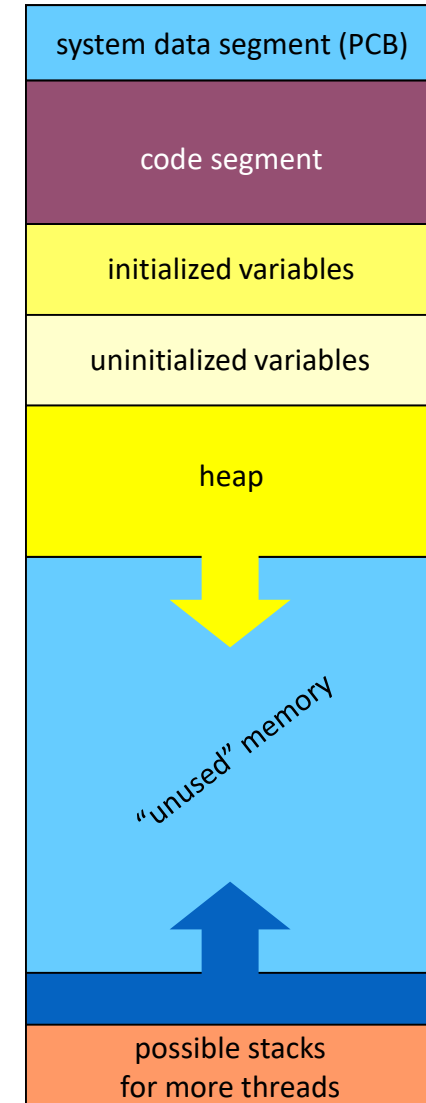 system data segment (PCB)
code segment
initialized variables
uninitialized variables
heap
“unused” memory
possible stacks
for more threads